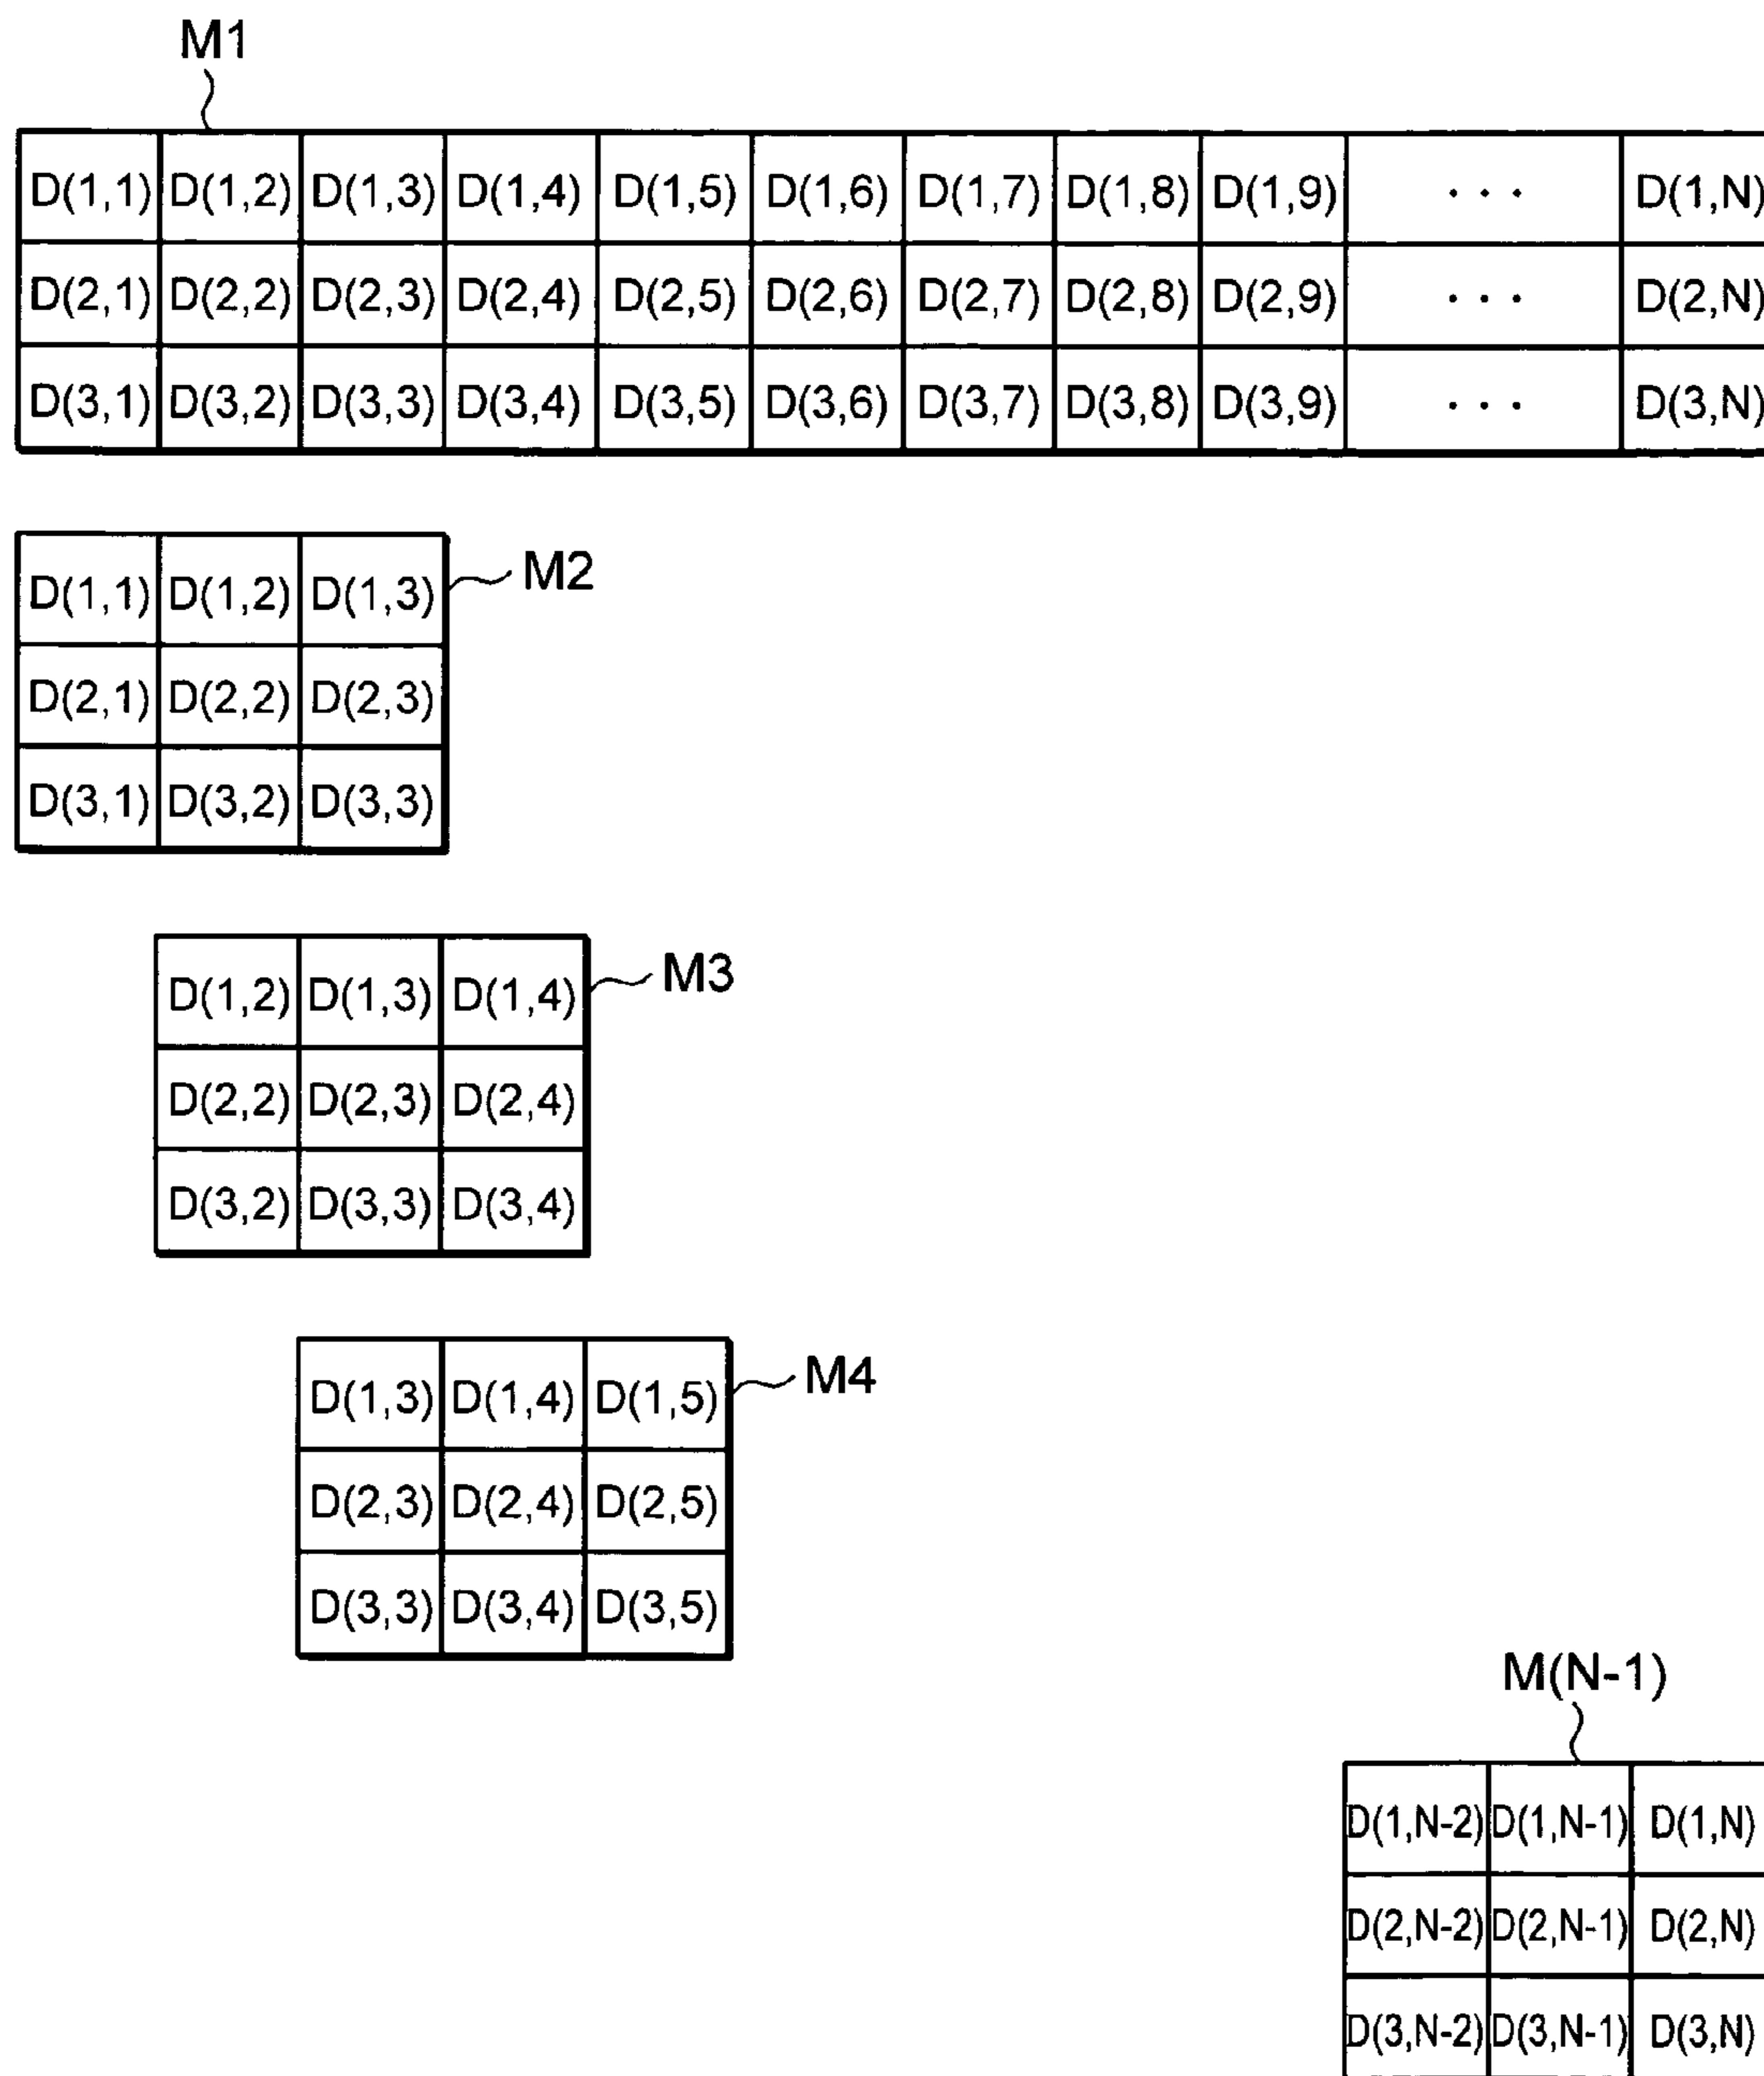 M1
D(1,1) D(1,2) D(1,3) D(1,4) D(1,5) D(1,6) D(1,7) D(1,8) D(1,9) ... D(1,N)
D(2,1) D(2,2) D(2,3) D(2,4) D(2,5) D(2,6) D(2,7) D(2,8) D(2,9) ... D(2,N)
D(3,1) D(3,2) D(3,3) D(3,4) D(3,5) D(3,6) D(3,7) D(3,8) D(3,9) ... D(3,N)
M2
D(1,1) D(1,2) D(1,3)
D(2,1) D(2,2) D(2,3)
D(3,1) D(3,2) D(3,3)
M3
D(1,2) D(1,3) D(1,4)
D(2,2) D(2,3) D(2,4)
D(3,2) D(3,3) D(3,4)
M4
D(1,3) D(1,4) D(1,5)
D(2,3) D(2,4) D(2,5)
D(3,3) D(3,4) D(3,5)
M(N-1)
D(1,N-2) D(1,N-1) D(1,N)
D(2,N-2) D(2,N-1) D(2,N)
D(3,N-2) D(3,N-1) D(3,N)